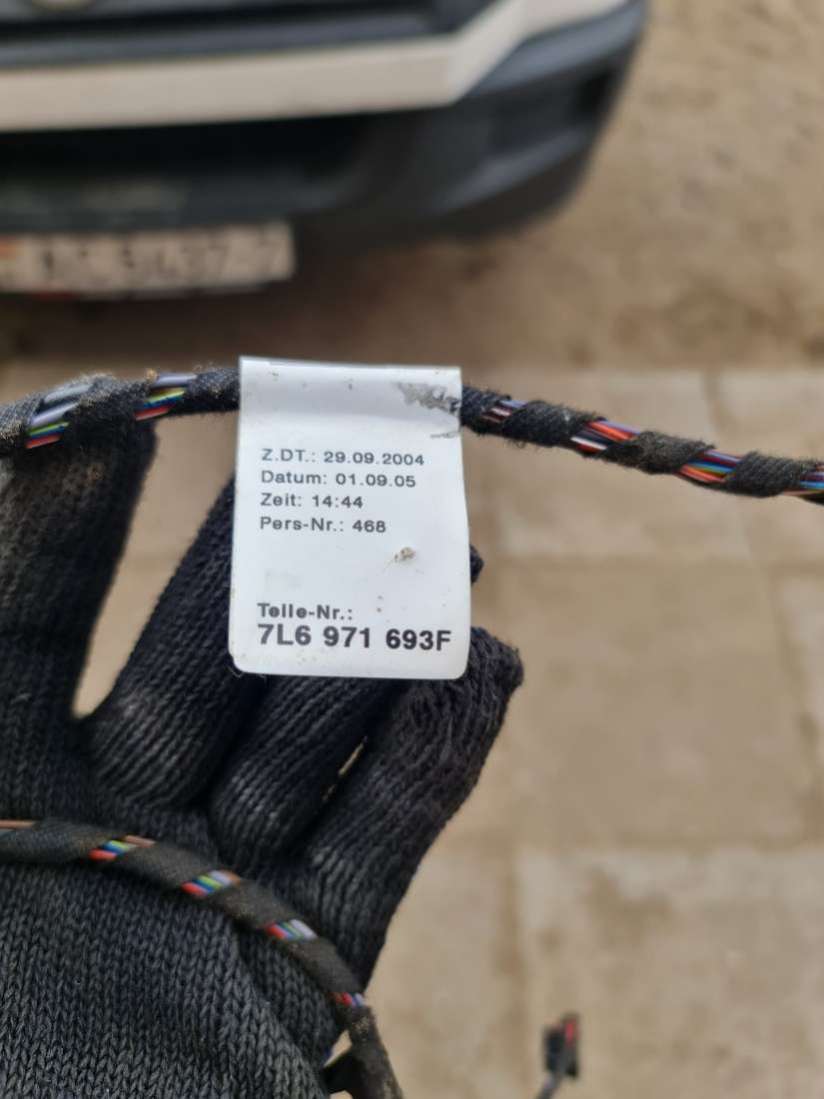 Z.DT.: 29.09.2004
Datum: 01.09.05
Zeit: 14:44
Pers-Nr.: 468
Teile-Nr.:
7L6 971 693F